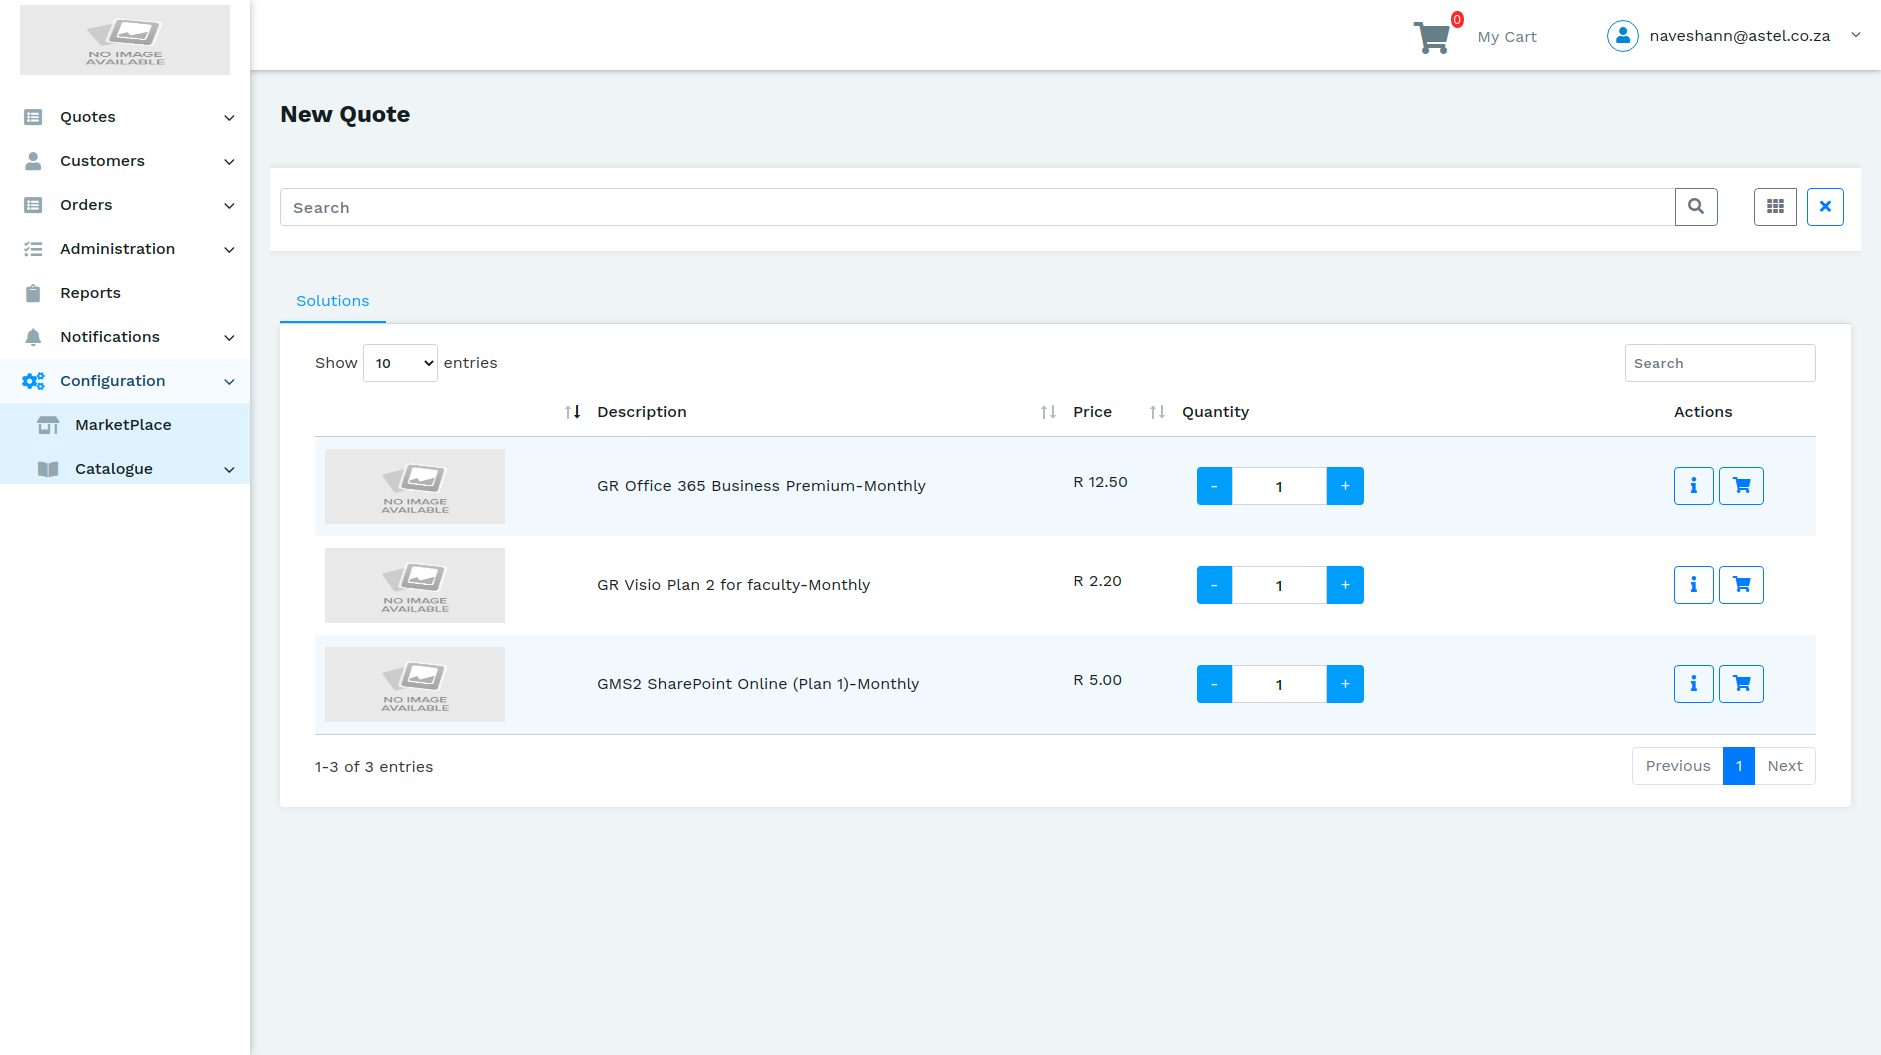 NO IMAGE
AVAILABLE
0
My Cart
naveshann@astel.co.za
Quotes
Customers
Orders
Administration
Reports
Notifications
Configuration
MarketPlace
Catalogue
New Quote
Search
Solutions
Show 10 entries
Search
Description Price Quantity Actions
NO IMAGE
AVAILABLE
GR Office 365 Business Premium-Monthly R 12.50 - 1 +
NO IMAGE
AVAILABLE
GR Visio Plan 2 for faculty-Monthly R 2.20 - 1 +
NO IMAGE
AVAILABLE
GMS2 SharePoint Online (Plan 1)-Monthly R 5.00 - 1 +
1-3 of 3 entries
Previous 1 Next